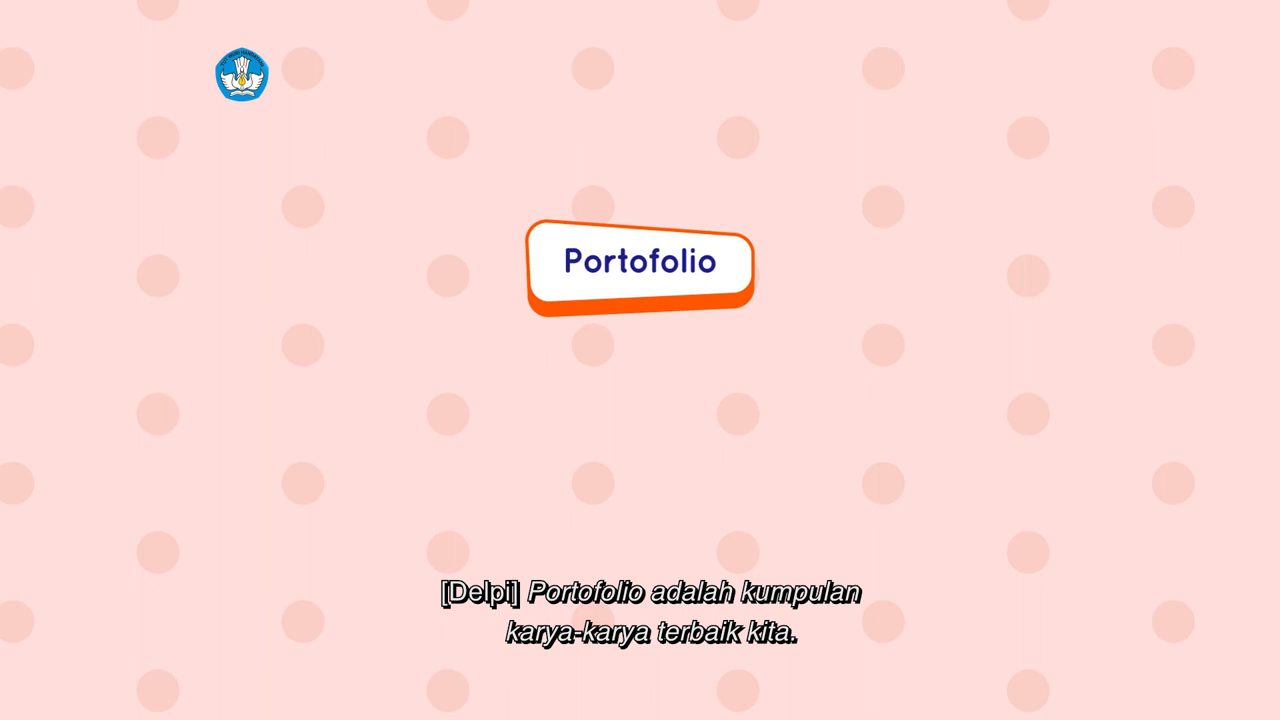 Portofolio
[Delpi] Portofolio adalah kumpulan
karya-karya terbaik kita.